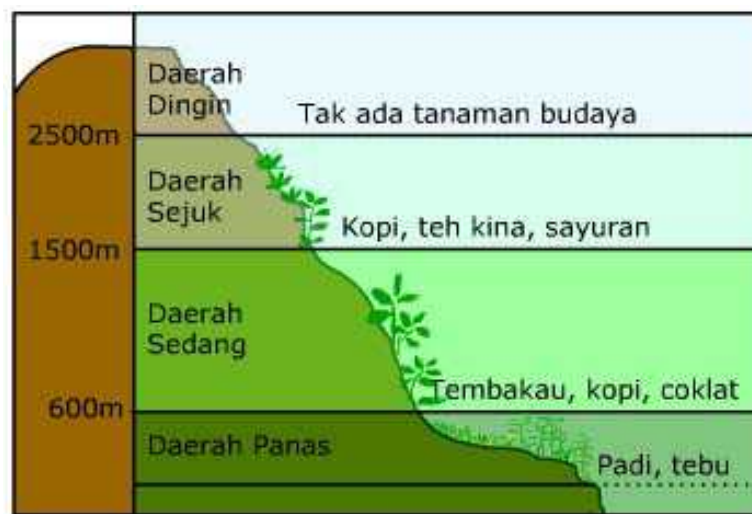 Daerah
Dingin
Tak ada tanaman budaya
2500m
Daerah
Sejuk
Kopi, teh kina, sayuran
1500m
Daerah
Sedang
Tembakau, kopi, coklat
600m
Daerah Panas
Padi, tebu